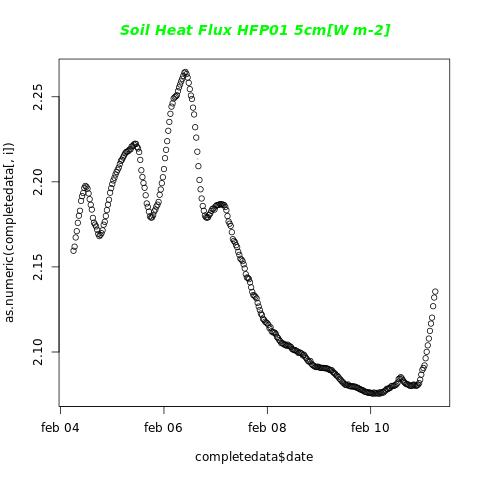 Soil Heat Flux HFP01 5cm[W m-2]
as.numeric(completedata[, i])
2.25
2.20
2.15
2.10
feb 04
feb 06
feb 08
feb 10
completedata$date